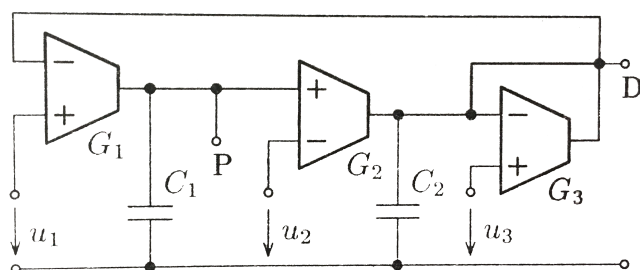 − + −
D
+ G₁ P − G₂ + G₃
C₁ C₂
u₁ u₂ u₃